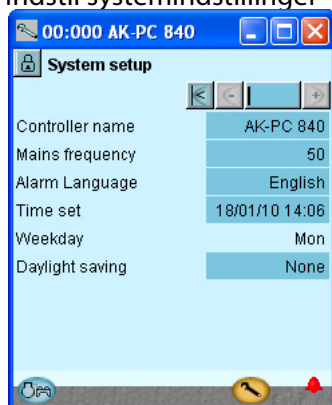 Indstil systemindstillinger
00:000 AK-PC 840
System setup
Controller name AK-PC 840
Mains frequency 50
Alarm Language English
Time set 18/01/10 14:06
Weekday Mon
Daylight saving None